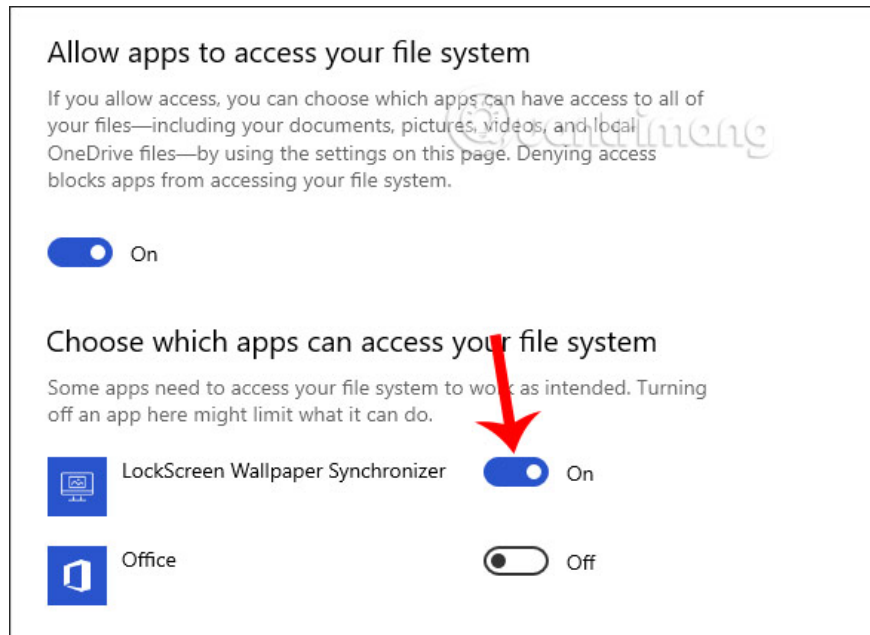 Allow apps to access your file system
If you allow access, you can choose which apps can have access to all of
your files—including your documents, pictures, videos, and local
OneDrive files—by using the settings on this page. Denying access
blocks apps from accessing your file system.
uantrimang
On
Choose which apps can access your file system
Some apps need to access your file system to work as intended. Turning
off an app here might limit what it can do.
LockScreen Wallpaper Synchronizer On
Office Off